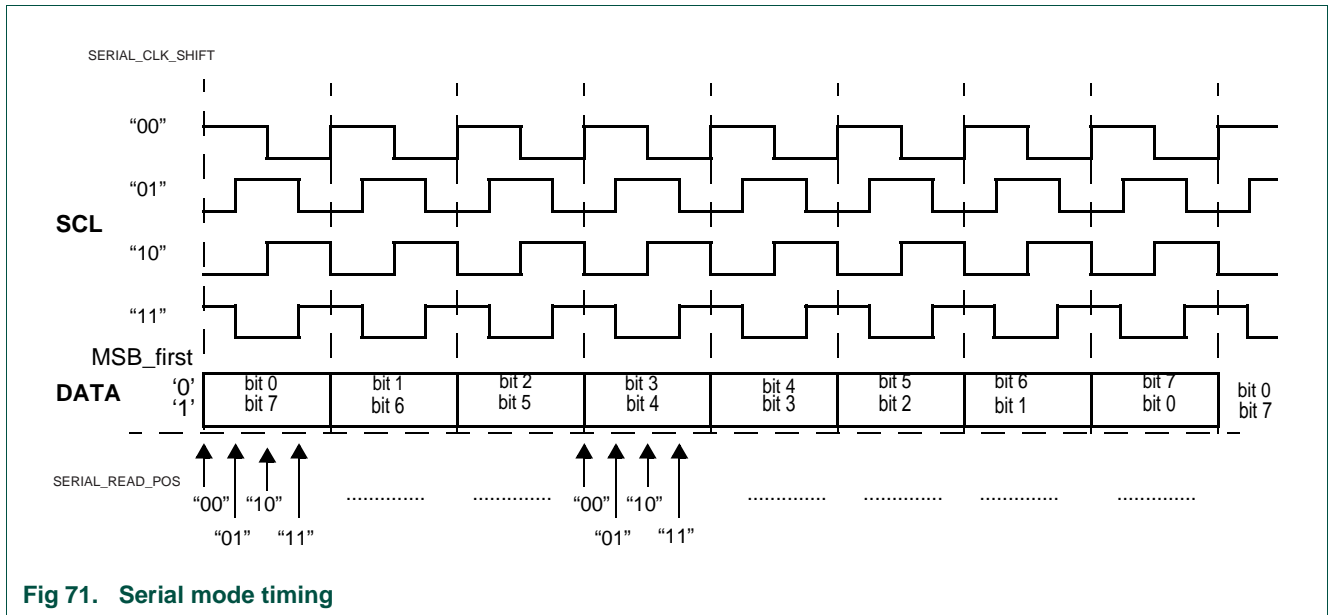 SERIAL_CLK_SHIFT
“00”
“01”
SCL
“10”
“11”
MSB_first
DATA
‘0’ bit 0 bit 1 bit 2 bit 3 bit 4 bit 5 bit 6 bit 7 bit 0
‘1’ bit 7 bit 6 bit 5 bit 4 bit 3 bit 2 bit 1 bit 0 bit 7
SERIAL_READ_POS
“00” “10” .............. .............. “00” “10” .............. .............. .............. ..............
“01” “11” “01” “11”
Fig 71. Serial mode timing